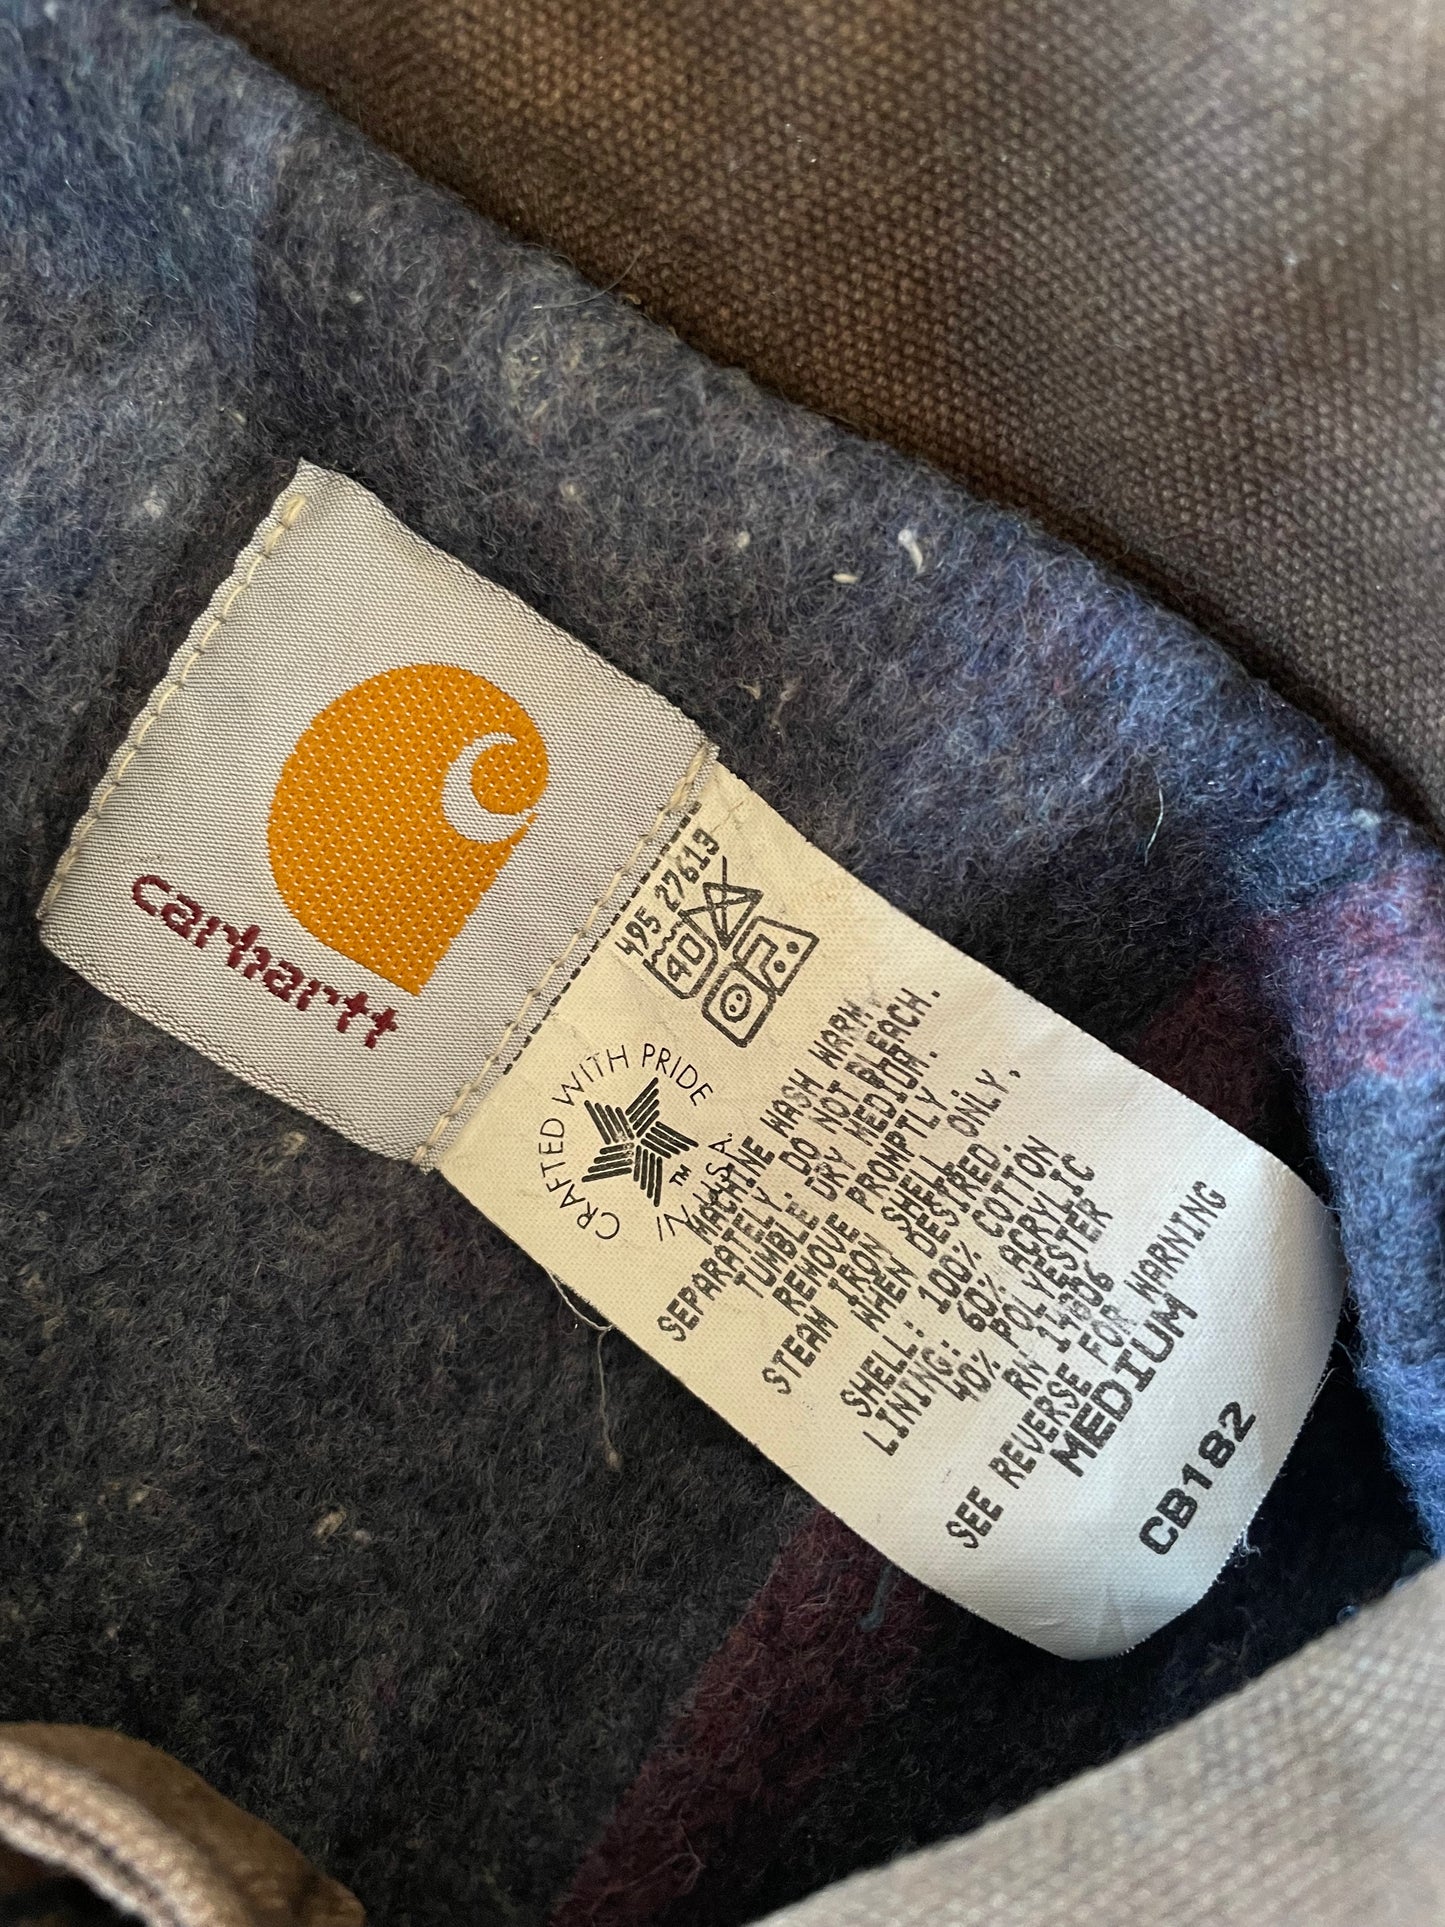 carhartt
495 27613
40
CRAFTED WITH PRIDE
IN U.S.A.
TM
MACHINE WASH WARM
SEPARATELY. DO NOT BLEACH.
TUMBLE DRY MEDIUM.
REMOVE PROMPTLY
STEAM IRON SHELL ONLY,
WHEN DESIRED.
SHELL: 100% COTTON
LINING: 60% ACRYLIC
40% POLYESTER
RN 14806
SEE REVERSE FOR WARNING
MEDIUM
CB182